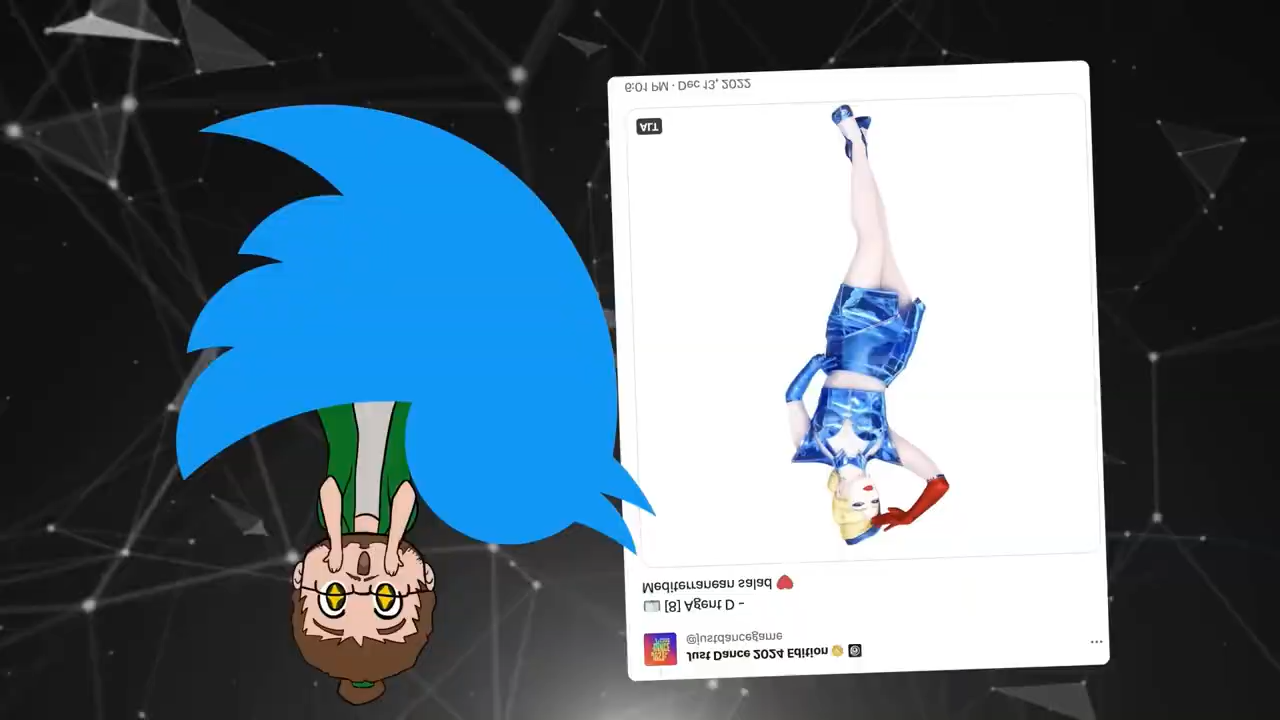 Just Dance 2024 Edition
@justdancegame
[8] Agent D -
Mediterranean salad ❤️
ALT
6:01 PM · Dec 13, 2022